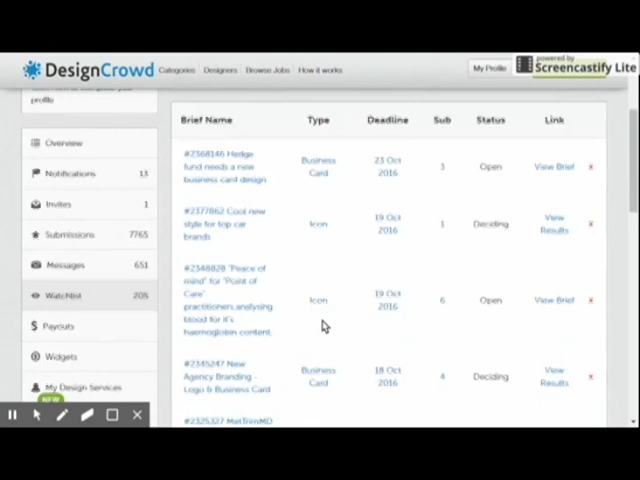 powered by
Screencastify Lite
DesignCrowd
Categories Designers Browse Jobs How it works
My Profile
profile
Brief Name Type Deadline Sub Status Link
#2368146 Hedge
fund needs a new
business card design
Business
Card
23 Oct
2016
3
Open
View Brief
x
#2377862 Cool new
style for top car
brands
Icon
19 Oct
2016
1
Deciding
View
Results
x
#2348828 "Peace of
mind" for "Point of
Care"
practitioners,analysing
blood for it's
haemoglobin content.
Icon
19 Oct
2016
6
Open
View Brief
x
#2345247 New
Agency Branding -
Logo & Business Card
Business
Card
18 Oct
2016
4
Deciding
View
Results
x
#2325327 MetTrimMD
Overview
Notifications 13
Invites 1
Submissions 7765
Messages 651
Watchlist 205
$ Payouts
Widgets
My Design Services
NEW